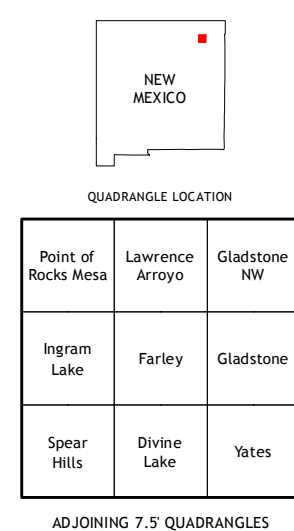 NEW
MEXICO
QUADRANGLE LOCATION
Point of
Rocks Mesa
Lawrence
Arroyo
Gladstone
NW
Ingram
Lake
Farley
Gladstone
Spear
Hills
Divine
Lake
Yates
ADJOINING 7.5' QUADRANGLES